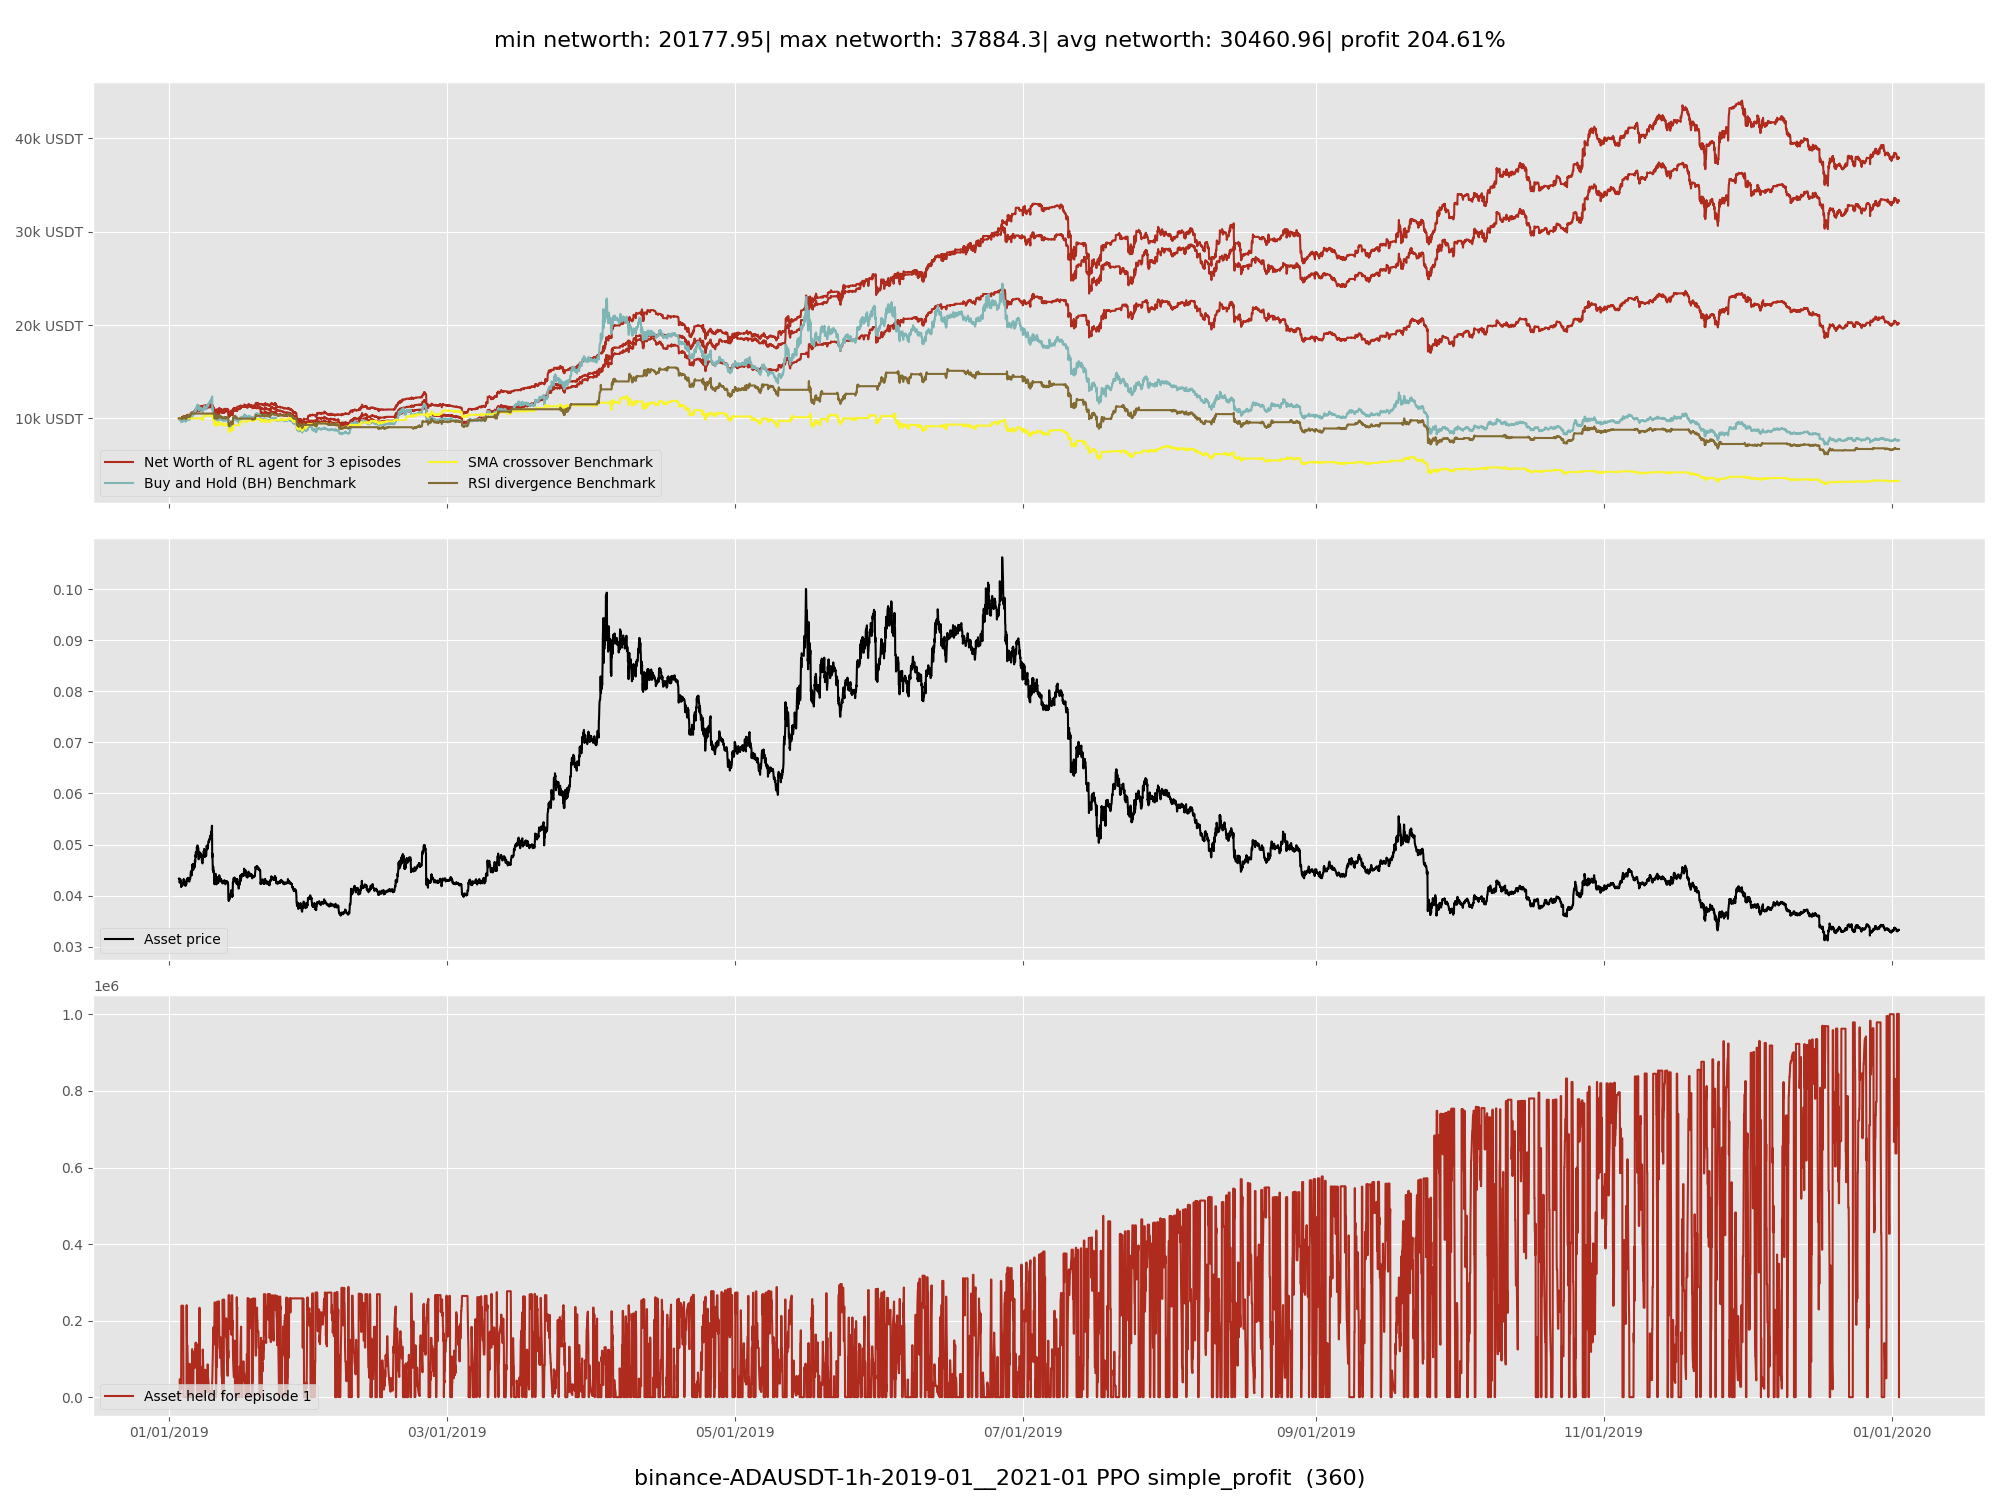 min networth: 20177.95| max networth: 37884.3| avg networth: 30460.96| profit 204.61%
40k USDT
30k USDT
20k USDT
10k USDT
Net Worth of RL agent for 3 episodes
Buy and Hold (BH) Benchmark
SMA crossover Benchmark
RSI divergence Benchmark
0.10
0.09
0.08
0.07
0.06
0.05
0.04
0.03
Asset price
1e6
1.0
0.8
0.6
0.4
0.2
0.0
Asset held for episode 1
01/01/2019 03/01/2019 05/01/2019 07/01/2019 09/01/2019 11/01/2019 01/01/2020
binance-ADAUSDT-1h-2019-01__2021-01 PPO simple_profit (360)